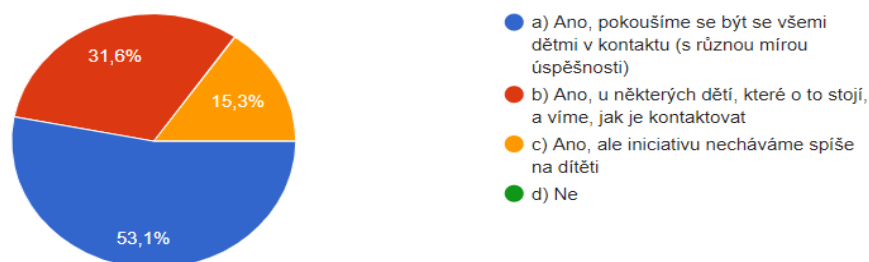 31,6%
15,3%
53,1%
a) Ano, pokoušíme se být se všemi
dětmi v kontaktu (s různou mírou
úspěšnosti)
b) Ano, u některých dětí, které o to stojí,
a víme, jak je kontaktovat
c) Ano, ale iniciativu necháváme spíše
na dítěti
d) Ne